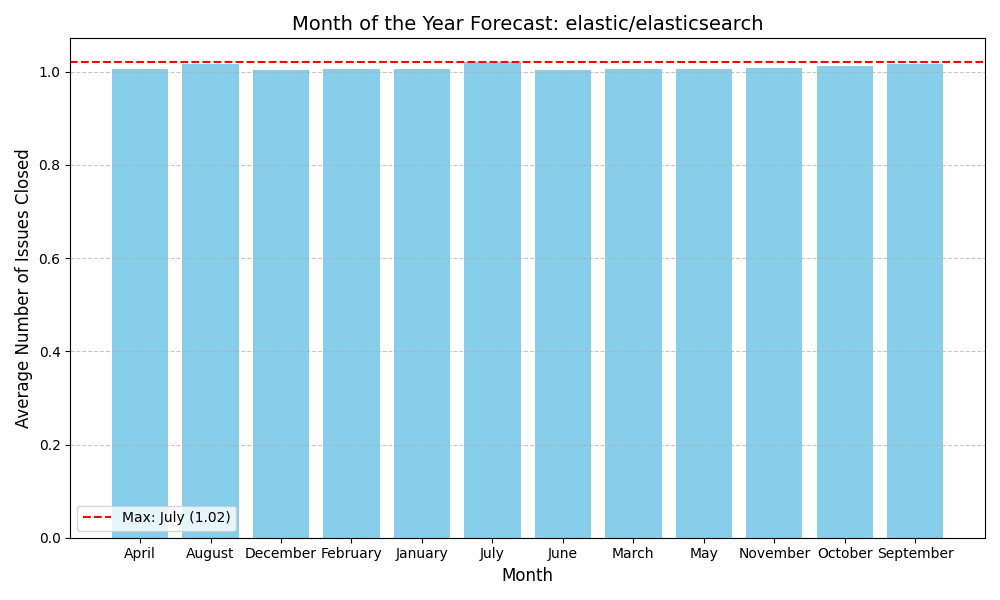 Month of the Year Forecast: elastic/elasticsearch
Average Number of Issues Closed
1.0
0.8
0.6
0.4
0.2
0.0
Max: July (1.02)
April August December February January July June March May November October September
Month